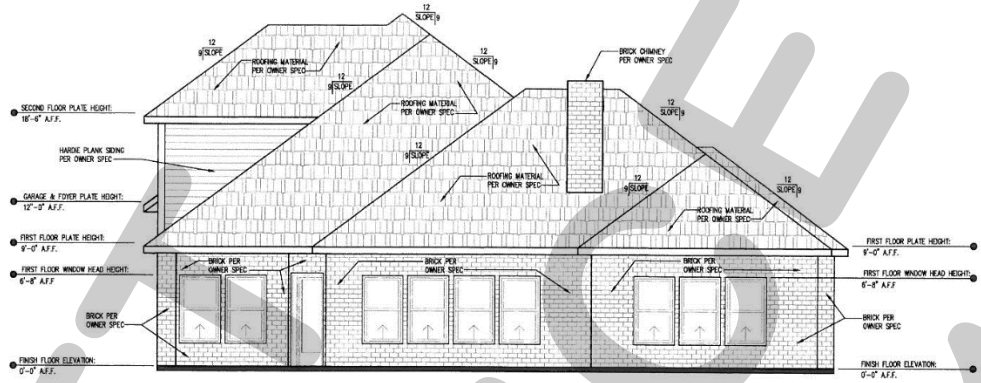 12
9 SLOPE
12
SLOPE 9
ROOFING MATERIAL
PER OWNER SPEC
12
9 SLOPE
12
SLOPE 9
BRICK CHIMNEY
PER OWNER SPEC
SECOND FLOOR PLATE HEIGHT:
18'-6" A.F.F.
ROOFING MATERIAL
PER OWNER SPEC
12
SLOPE 9
HARDIE PLANK SIDING
PER OWNER SPEC
12
9 SLOPE
ROOFING MATERIAL
PER OWNER SPEC
12
9 SLOPE
12
SLOPE 9
GARAGE & FOYER PLATE HEIGHT:
12'-0" A.F.F.
ROOFING MATERIAL
PER OWNER SPEC
FIRST FLOOR PLATE HEIGHT:
9'-0" A.F.F.
FIRST FLOOR PLATE HEIGHT:
9'-0" A.F.F.
FIRST FLOOR WINDOW HEAD HEIGHT:
6'-8" A.F.F
BRICK PER
OWNER SPEC
BRICK PER
OWNER SPEC
BRICK PER
OWNER SPEC
FIRST FLOOR WINDOW HEAD HEIGHT:
6'-8" A.F.F
BRICK PER
OWNER SPEC
BRICK PER
OWNER SPEC
FINISH FLOOR ELEVATION:
0'-0" A.F.F.
FINISH FLOOR ELEVATION:
0'-0" A.F.F.